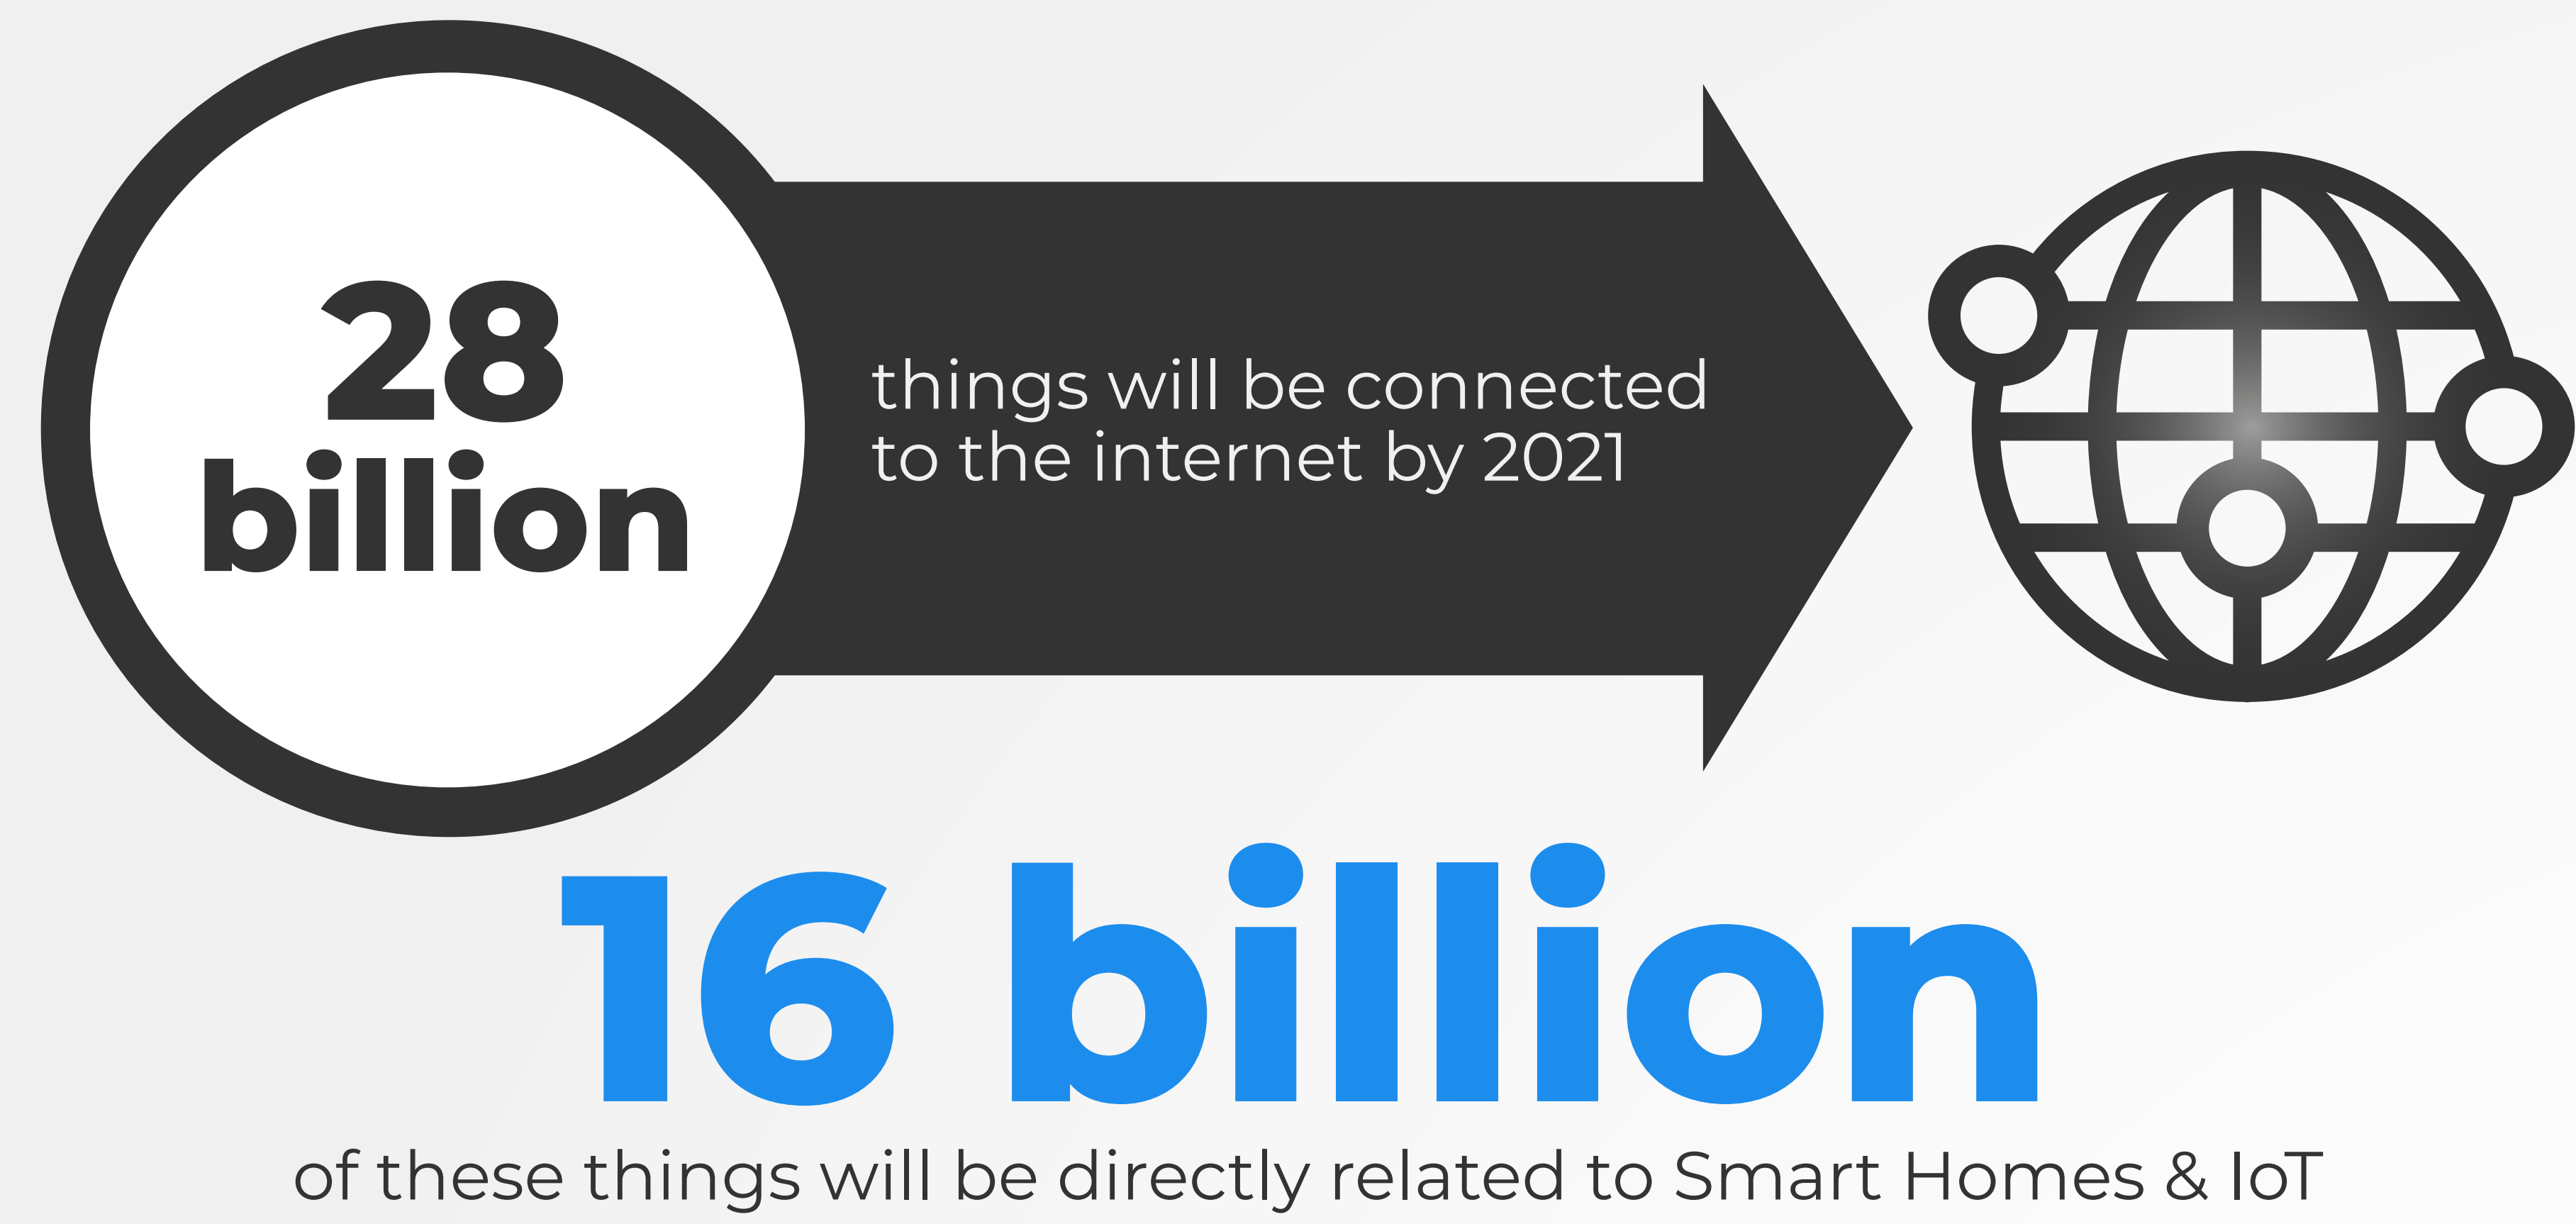 28
billion
things will be connected
to the internet by 2021
16 billion
of these things will be directly related to Smart Homes & IoT